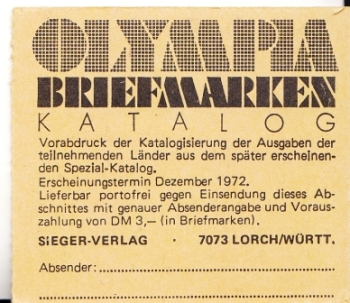 OLYMPIA
BRIEFMARKEN
KATALOG
Vorabdruck der Katalogisierung der Ausgaben der
teilnehmenden Länder aus dem später erscheinen-
den Spezial-Katalog.
Erscheinungstermin Dezember 1972.
Lieferbar portofrei gegen Einsendung dieses Ab-
schnittes mit genauer Absenderangabe und Voraus-
zahlung von DM 3,— (in Briefmarken).
SiEGER-VERLAG · 7073 LORCH/WÜRTT.
Absender: